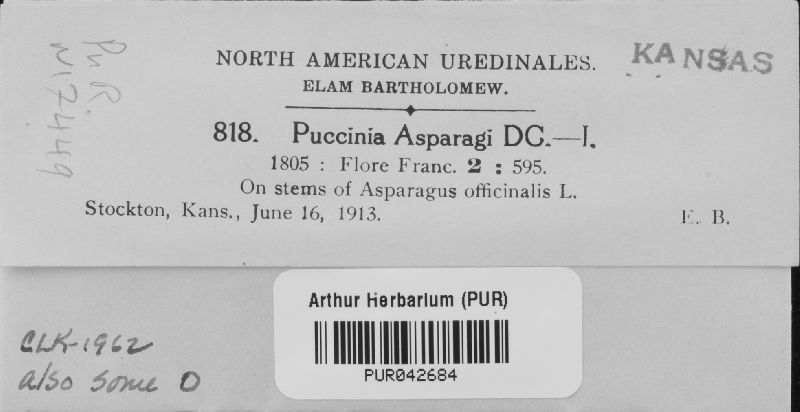 NORTH AMERICAN UREDINALES.
KANSAS
ELAM BARTHOLOMEW.
818. Puccinia Asparagi DC.—I.
1805 : Flore Franc. 2 : 595.
On stems of Asparagus officinalis L.
Stockton, Kans., June 16, 1913.
E. B.
PuR.
N17449
Arthur Herbarium (PUR)
PUR042684
CLK-1962
also some O